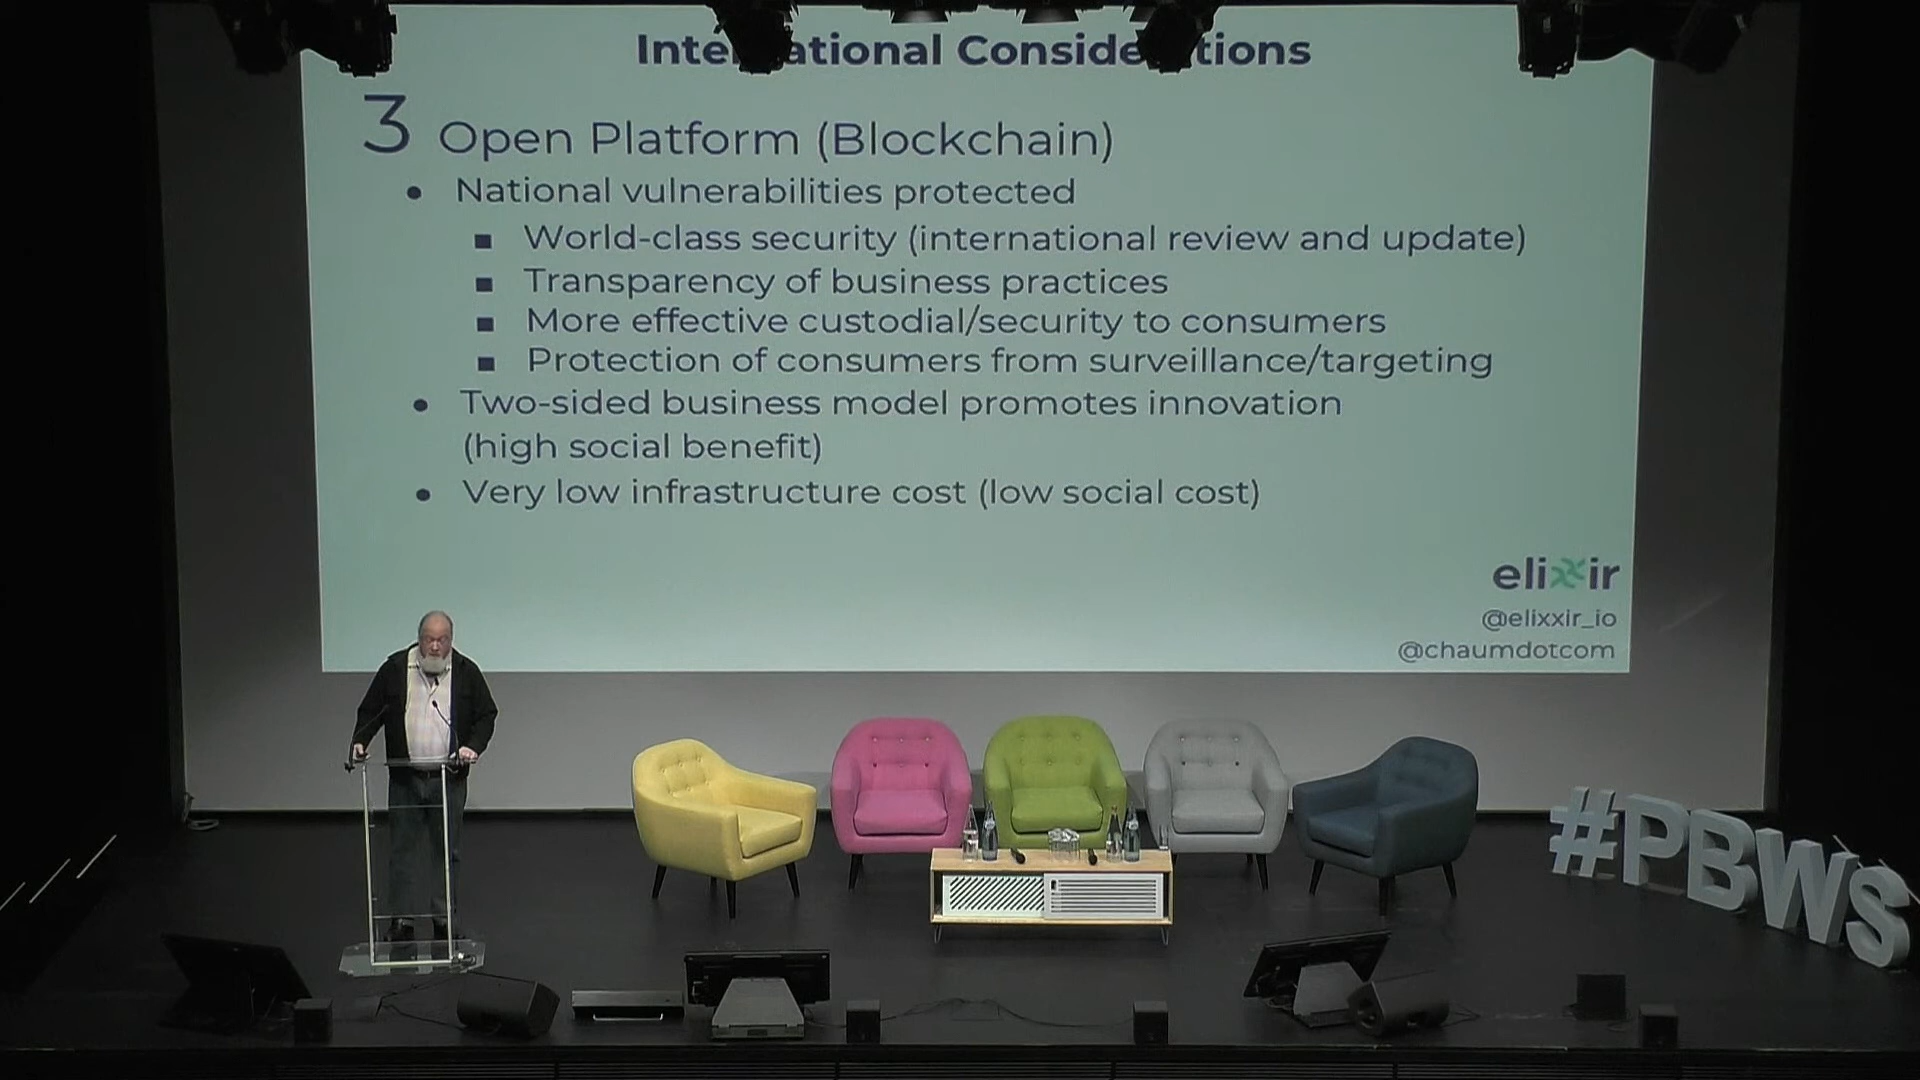 International Considerations
3 Open Platform (Blockchain)
• National vulnerabilities protected
■ World-class security (international review and update)
■ Transparency of business practices
■ More effective custodial/security to consumers
■ Protection of consumers from surveillance/targeting
• Two-sided business model promotes innovation
(high social benefit)
• Very low infrastructure cost (low social cost)
elixxir
@elixxir_io
@chaumdotcom
#PBWS